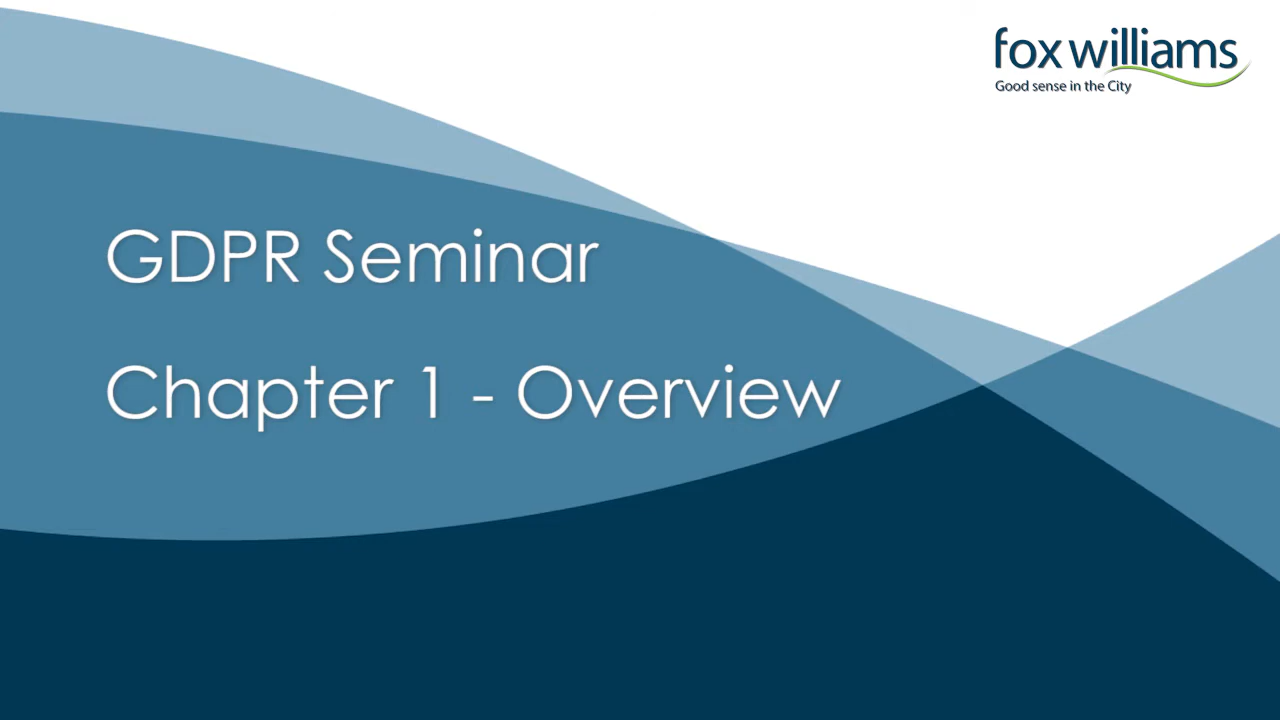 fox williams
Good sense in the City
GDPR Seminar
Chapter 1 - Overview